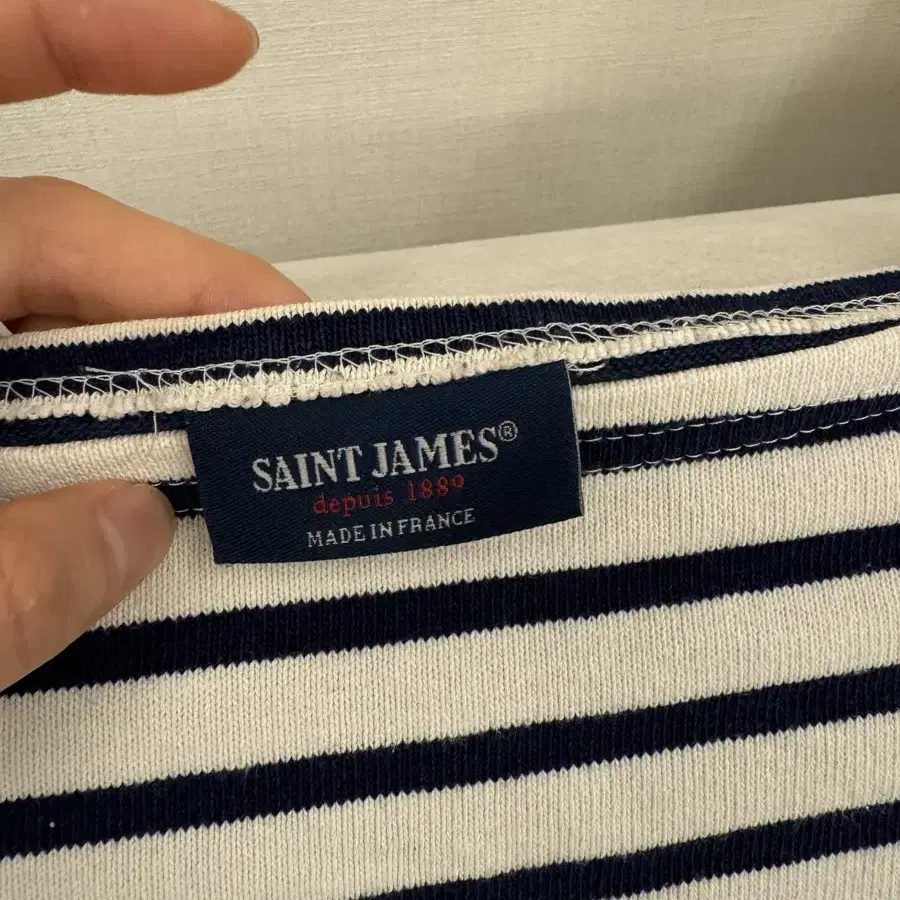 SAINT JAMES®
depuis 1889
MADE IN FRANCE